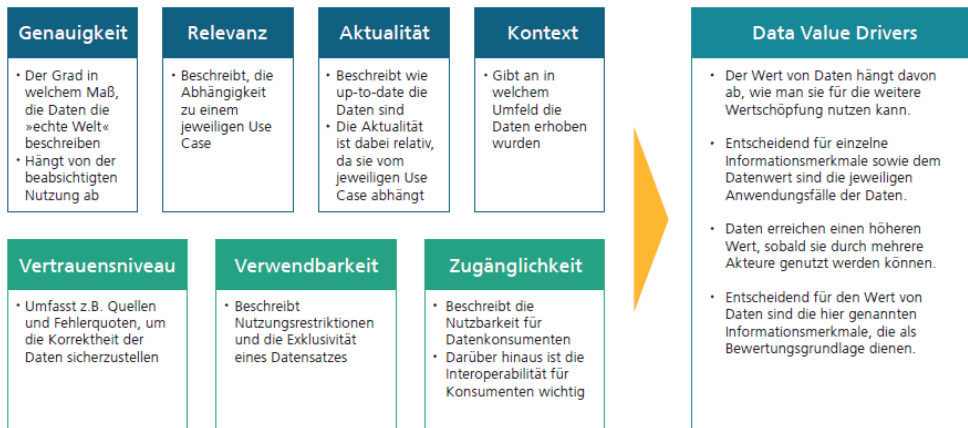 Genauigkeit
• Der Grad in
welchem Maß,
die Daten die
»echte Welt«
beschreiben
• Hängt von der
beabsichtigten
Nutzung ab
Relevanz
• Beschreibt, die
Abhängigkeit
zu einem
jeweiligen Use
Case
Aktualität
• Beschreibt wie
up-to-date die
Daten sind
• Die Aktualität
ist dabei relativ,
da sie vom
jeweiligen Use
Case abhängt
Kontext
• Gibt an in
welchem
Umfeld die
Daten erhoben
wurden
Vertrauensniveau
• Umfasst z.B. Quellen
und Fehlerquoten, um
die Korrektheit der
Daten sicherzustellen
Verwendbarkeit
• Beschreibt
Nutzungsrestriktionen
und die Exklusivität
eines Datensatzes
Zugänglichkeit
• Beschreibt die
Nutzbarkeit für
Datenkonsumenten
• Darüber hinaus ist die
Interoperabilität für
Konsumenten wichtig
Data Value Drivers
• Der Wert von Daten hängt davon
ab, wie man sie für die weitere
Wertschöpfung nutzen kann.
• Entscheidend für einzelne
Informationsmerkmale sowie dem
Datenwert sind die jeweiligen
Anwendungsfälle der Daten.
• Daten erreichen einen höheren
Wert, sobald sie durch mehrere
Akteure genutzt werden können.
• Entscheidend für den Wert von
Daten sind die hier genannten
Informationsmerkmale, die als
Bewertungsgrundlage dienen.